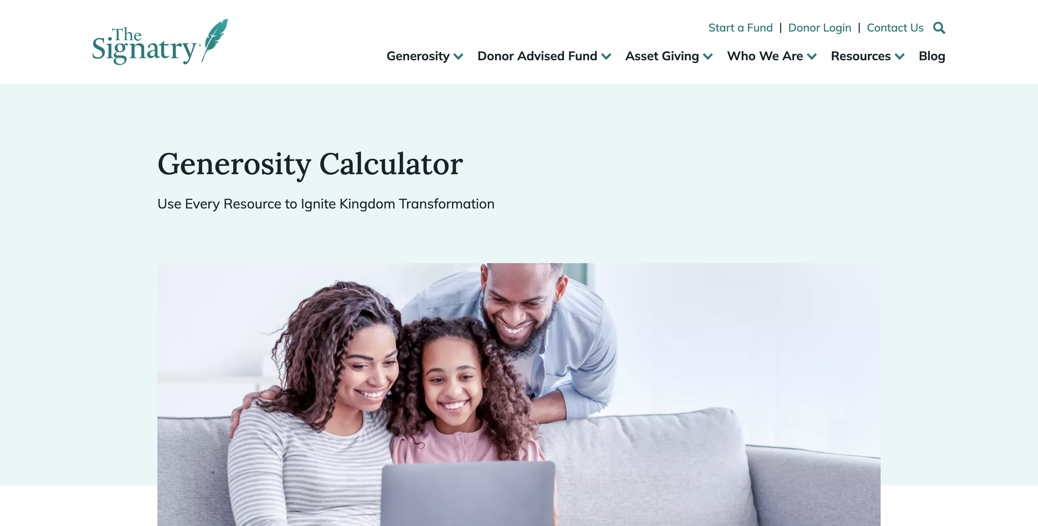 The Signatry
Start a Fund | Donor Login | Contact Us
Generosity Donor Advised Fund Asset Giving Who We Are Resources Blog
Generosity Calculator
Use Every Resource to Ignite Kingdom Transformation